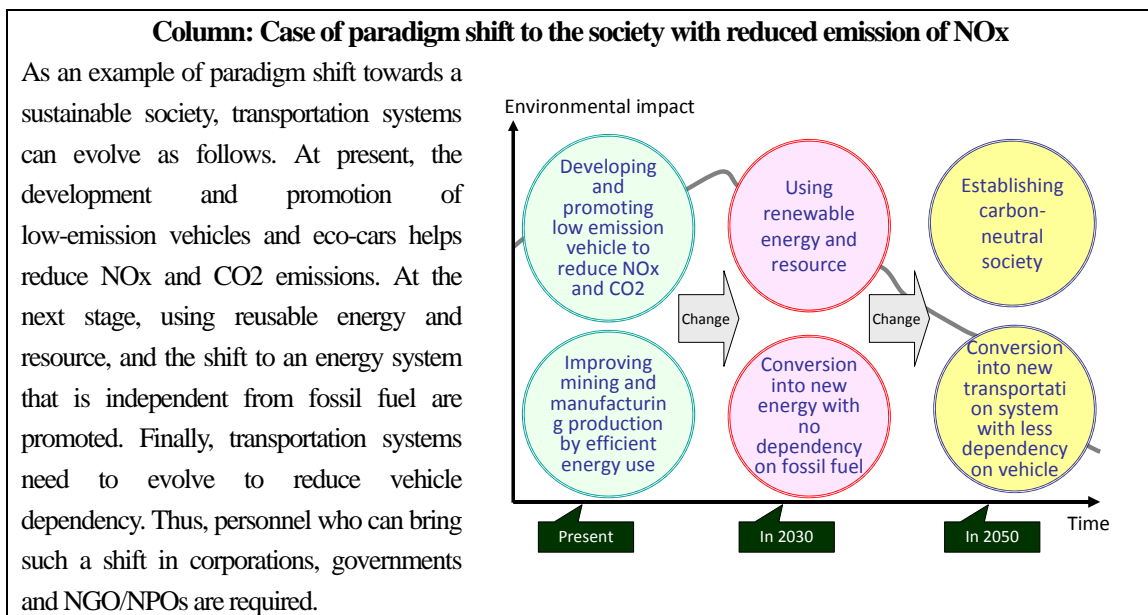 Column: Case of paradigm shift to the society with reduced emission of NOx
As an example of paradigm shift towards a
sustainable society, transportation systems
can evolve as follows. At present, the
development and promotion of
low-emission vehicles and eco-cars helps
reduce NOx and CO2 emissions. At the
next stage, using reusable energy and
resource, and the shift to an energy system
that is independent from fossil fuel are
promoted. Finally, transportation systems
need to evolve to reduce vehicle
dependency. Thus, personnel who can bring
such a shift in corporations, governments
and NGO/NPOs are required.
Environmental impact
Developing
and
promoting
low emission
vehicle to
reduce NOx
and CO2
Using
renewable
energy and
resource
Establishing
carbon-
neutral
society
Change
Change
Improving
mining and
manufacturin
g production
by efficient
energy use
Conversion
into new
energy with
no
dependency
on fossil fuel
Conversion
into new
transportati
on system
with less
dependency
on vehicle
Time
Present
In 2030
In 2050